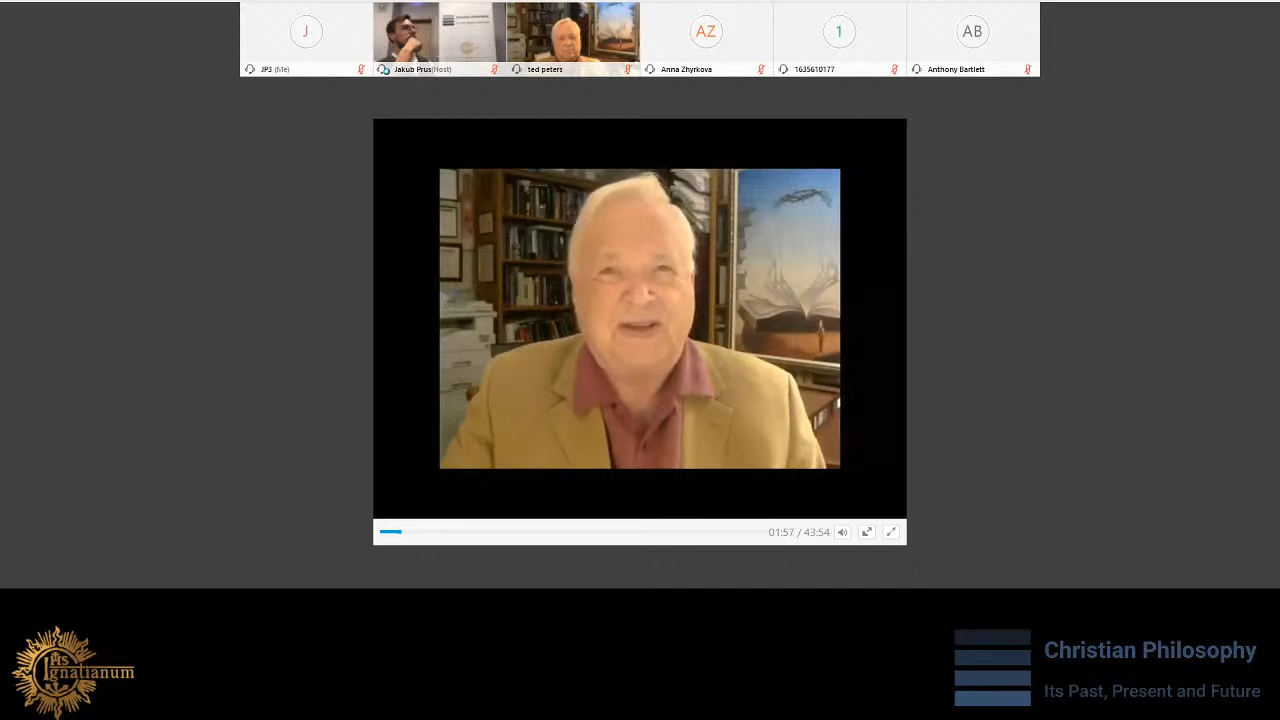 J
AZ
1
AB
JP3 (Me)
Jakub Prus(Host)
ted peters
Anna Zhyrkova
1635610177
Anthony Bartlett
01:57 / 43:54
IHS
Ignatianum
Christian Philosophy
Its Past, Present and Future